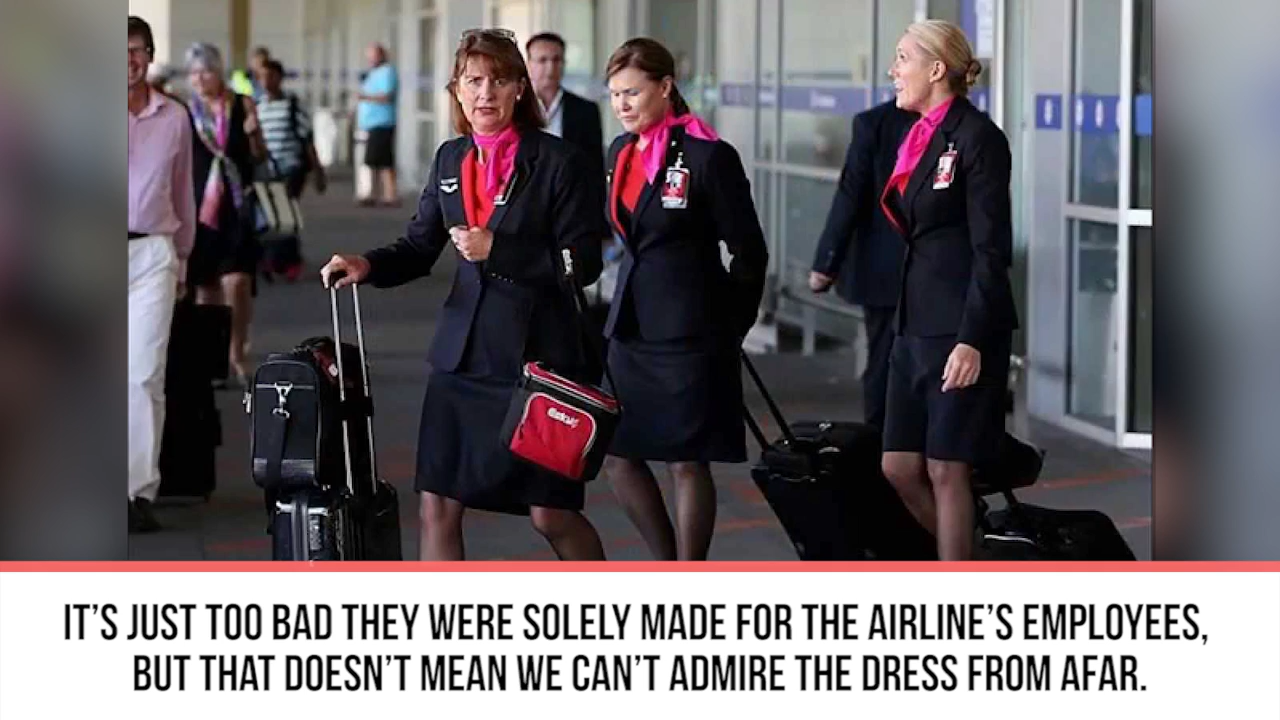 Esky
IT’S JUST TOO BAD THEY WERE SOLELY MADE FOR THE AIRLINE’S EMPLOYEES,
BUT THAT DOESN’T MEAN WE CAN’T ADMIRE THE DRESS FROM AFAR.